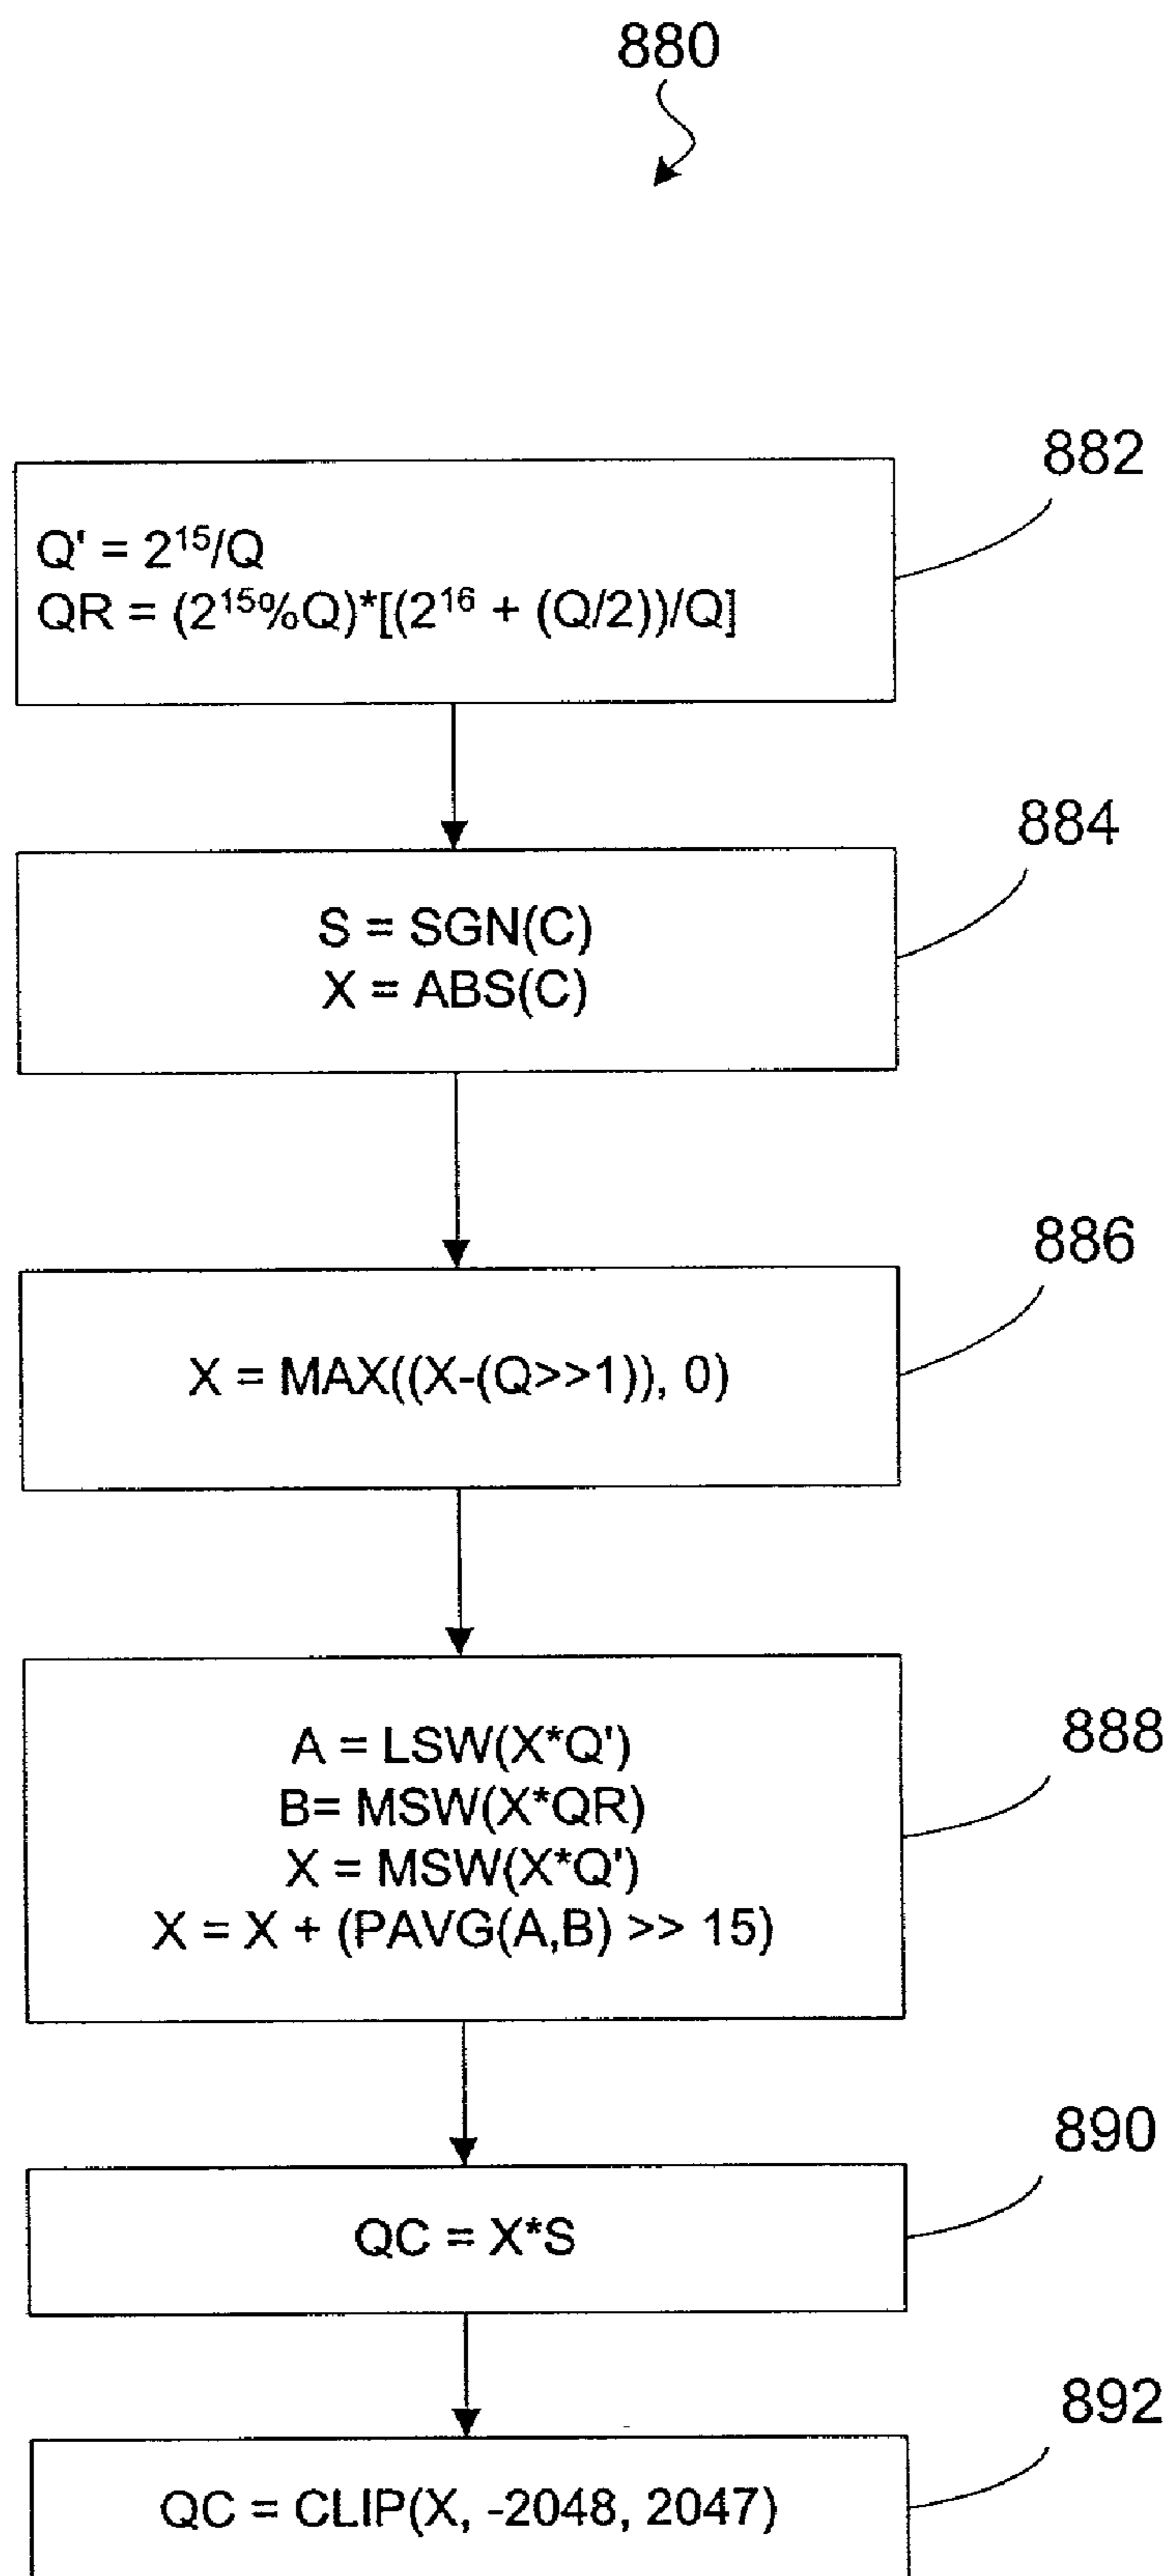 880
882
Q' = 2¹⁵/Q
QR = (2¹⁵%Q)*[(2¹⁶ + (Q/2))/Q]
884
S = SGN(C)
X = ABS(C)
886
X = MAX((X-(Q>>1)), 0)
888
A = LSW(X*Q')
B= MSW(X*QR)
X = MSW(X*Q')
X = X + (PAVG(A,B) >> 15)
890
QC = X*S
892
QC = CLIP(X, -2048, 2047)